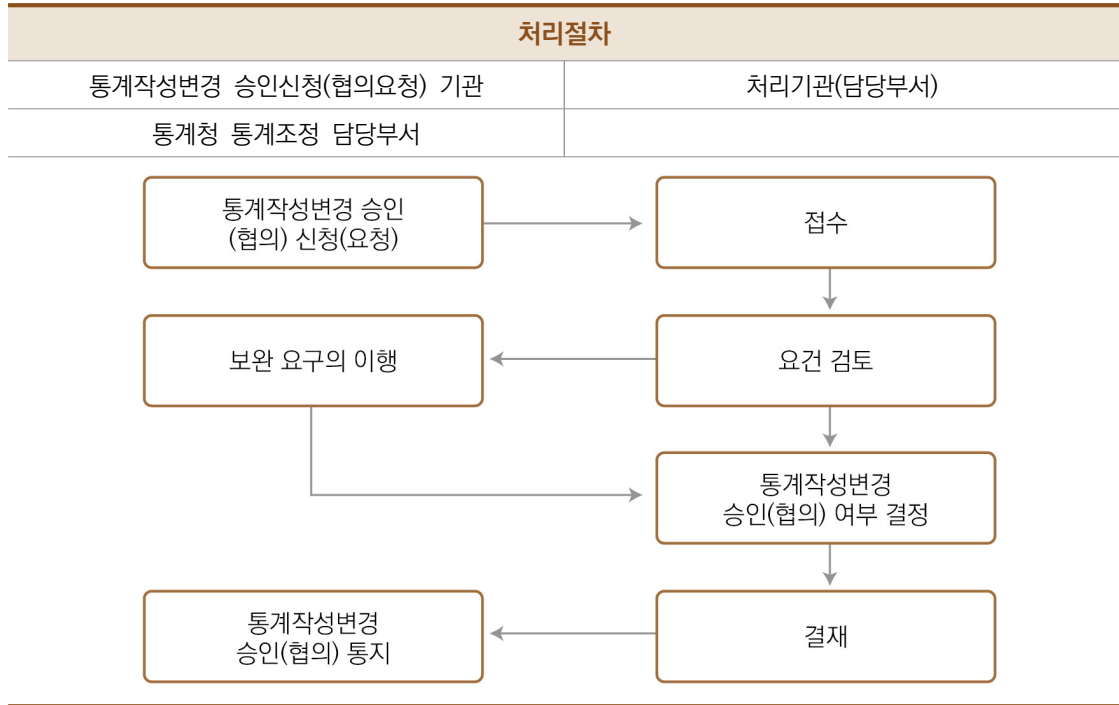 처리절차
통계작성변경 승인신청(협의요청) 기관
처리기관(담당부서)
통계청 통계조정 담당부서
통계작성변경 승인
(협의) 신청(요청)
접수
보완 요구의 이행
요건 검토
통계작성변경
승인(협의) 여부 결정
통계작성변경
승인(협의) 통지
결재